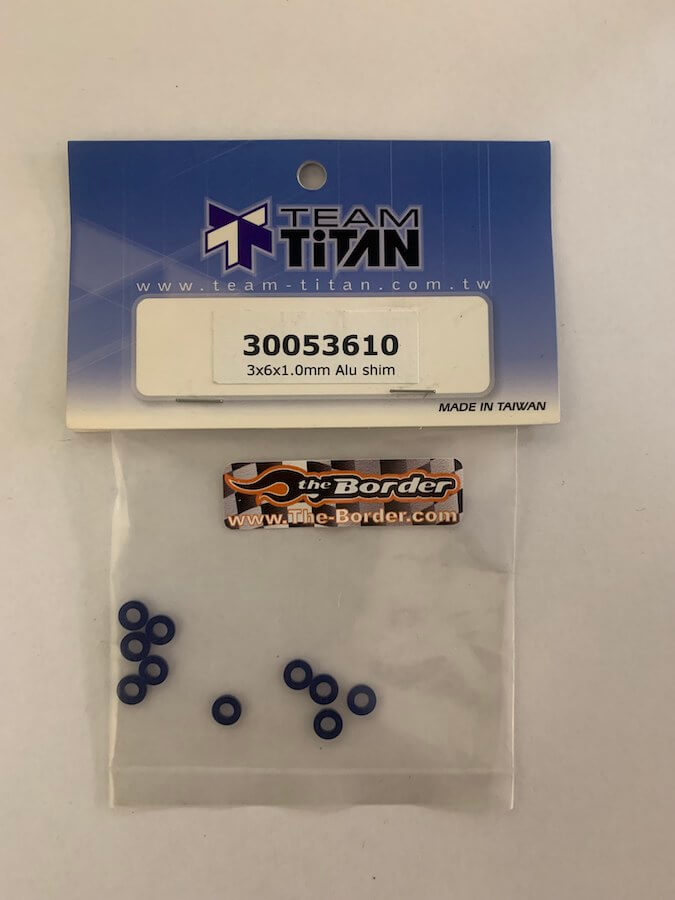 TEAM
TiTAN
www.team-titan.com.tw
30053610
3x6x1.0mm Alu shim
MADE IN TAIWAN
the Border
www.The-Border.com